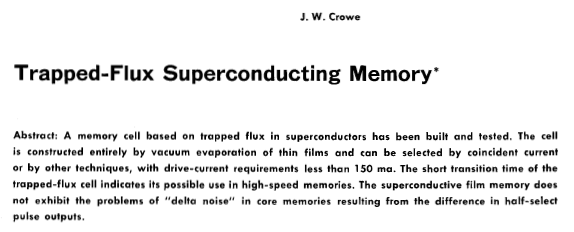 J. W. Crowe
Trapped-Flux Superconducting Memory*
Abstract: A memory cell based on trapped flux in superconductors has been built and tested. The cell
is constructed entirely by vacuum evaporation of thin films and can be selected by coincident current
or by other techniques, with drive-current requirements less than 150 ma. The short transition time of the
trapped-flux cell indicates its possible use in high-speed memories. The superconductive film memory does
not exhibit the problems of "delta noise" in core memories resulting from the difference in half-select
pulse outputs.